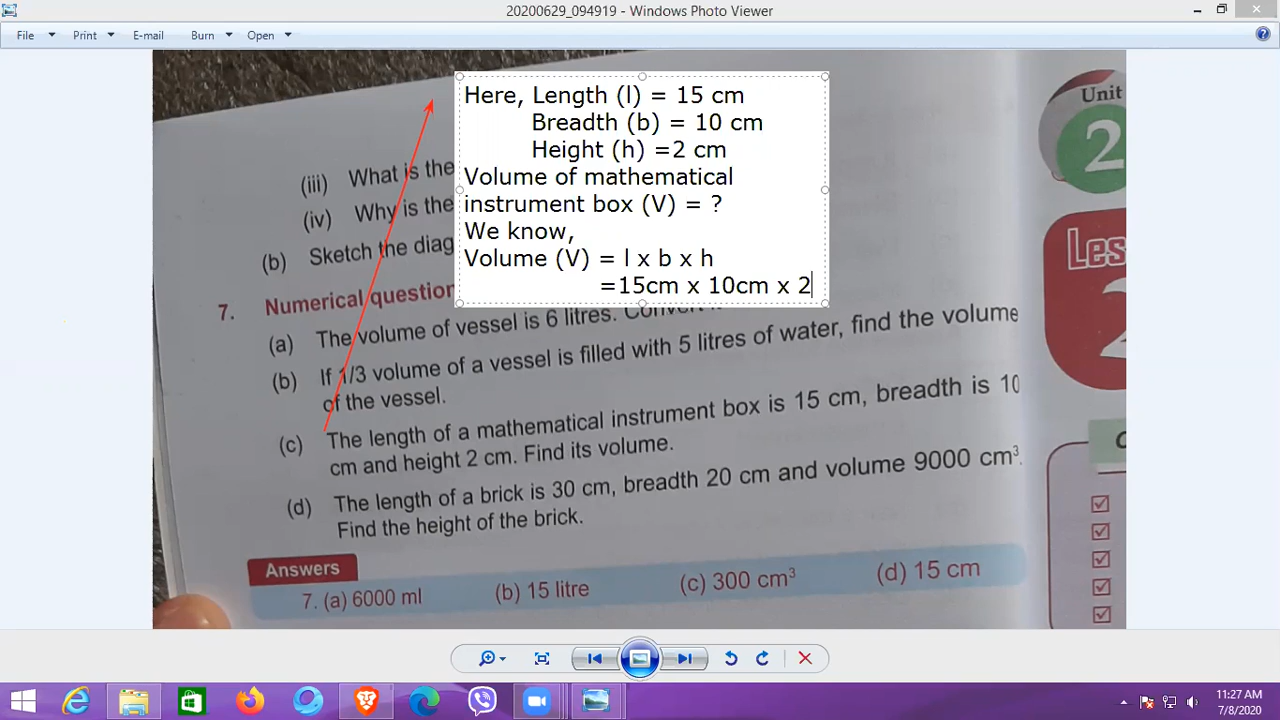 20200629_094919 - Windows Photo Viewer
File Print E-mail Burn Open
Here, Length (l) = 15 cm
Breadth (b) = 10 cm
Height (h) =2 cm
Volume of mathematical
instrument box (V) = ?
We know,
Volume (V) = l x b x h
=15cm x 10cm x 2
(iii) What is the
(iv) Why is the
(b) Sketch the diag
7. Numerical question
(a) The volume of vessel is 6 litres. Convert
(b) If 1/3 volume of a vessel is filled with 5 litres of water, find the volume
of the vessel.
(c) The length of a mathematical instrument box is 15 cm, breadth is 10
cm and height 2 cm. Find its volume.
(d) The length of a brick is 30 cm, breadth 20 cm and volume 9000 cm³.
Find the height of the brick.
Answers
7. (a) 6000 ml (b) 15 litre (c) 300 cm³ (d) 15 cm
Unit
2
Les
2
11:27 AM
7/8/2020